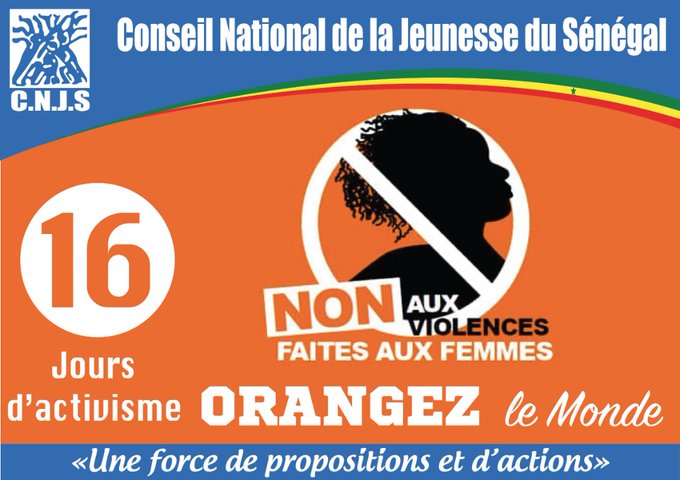 Conseil National de la Jeunesse du Sénégal
C.N.J.S
16
Jours
d'activisme
NON AUX
VIOLENCES
FAITES AUX FEMMES
ORANGEZ le Monde
«Une force de propositions et d'actions»